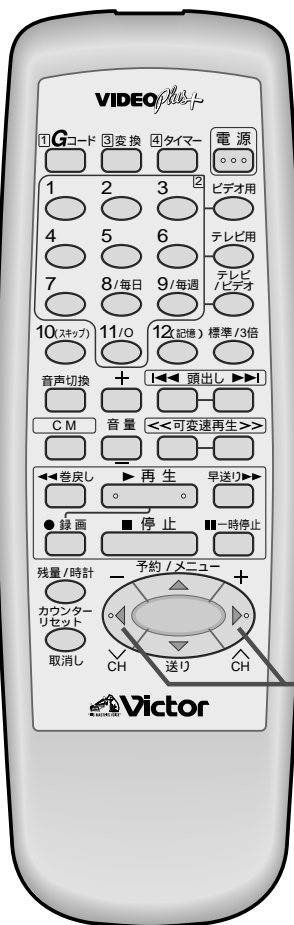 VIDEO Plus+
1 Gコード 3 変換 4 タイマー 電源
1 2 3 2 ビデオ用
4 5 6 テレビ用
7 8/毎日 9/毎週 テレビ/ビデオ
10(スキップ) 11/0 12(記憶) 標準/3倍
音声切換 + |◀◀ 頭出し ▶▶|
CM 音量 <<可変速再生>>
−
◀◀巻戻し ▶ 再生 早送り▶▶
● 録画 ■ 停止 ▮▮一時停止
残量/時計 − 予約/メニュー +
カウンター
リセット
取消し CH 送り CH
Victor